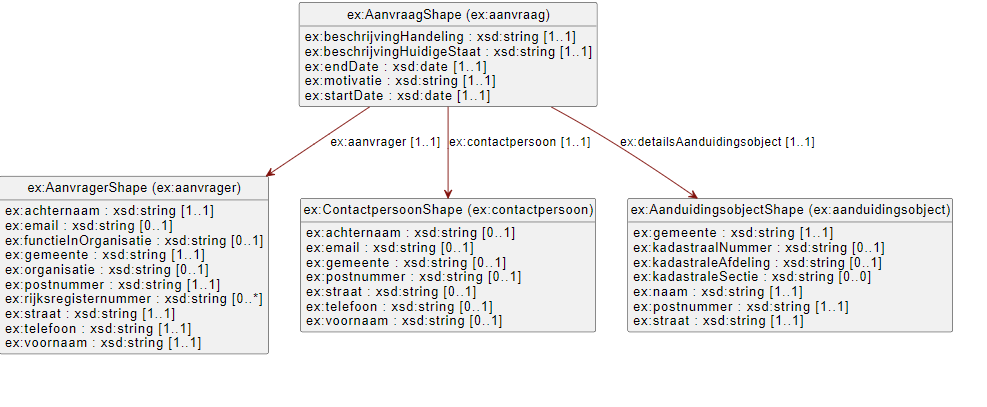 ex:AanvraagShape (ex:aanvraag)
ex:beschrijvingHandeling : xsd:string [1..1]
ex:beschrijvingHuidigeStaat : xsd:string [1..1]
ex:endDate : xsd:date [1..1]
ex:motivatie : xsd:string [1..1]
ex:startDate : xsd:date [1..1]
ex:aanvrager [1..1]
ex:contactpersoon [1..1]
ex:detailsAanduidingsobject [1..1]
ex:AanvragerShape (ex:aanvrager)
ex:achternaam : xsd:string [1..1]
ex:email : xsd:string [0..1]
ex:functieInOrganisatie : xsd:string [0..1]
ex:gemeente : xsd:string [1..1]
ex:organisatie : xsd:string [0..1]
ex:postnummer : xsd:string [1..1]
ex:rijksregisternummer : xsd:string [0..*]
ex:straat : xsd:string [1..1]
ex:telefoon : xsd:string [1..1]
ex:voornaam : xsd:string [1..1]
ex:ContactpersoonShape (ex:contactpersoon)
ex:achternaam : xsd:string [0..1]
ex:email : xsd:string [0..1]
ex:gemeente : xsd:string [0..1]
ex:postnummer : xsd:string [0..1]
ex:straat : xsd:string [0..1]
ex:telefoon : xsd:string [0..1]
ex:voornaam : xsd:string [0..1]
ex:AanduidingsobjectShape (ex:aanduidingsobject)
ex:gemeente : xsd:string [1..1]
ex:kadastraalNummer : xsd:string [0..1]
ex:kadastraleAfdeling : xsd:string [0..1]
ex:kadastraleSectie : xsd:string [0..0]
ex:naam : xsd:string [1..1]
ex:postnummer : xsd:string [1..1]
ex:straat : xsd:string [1..1]